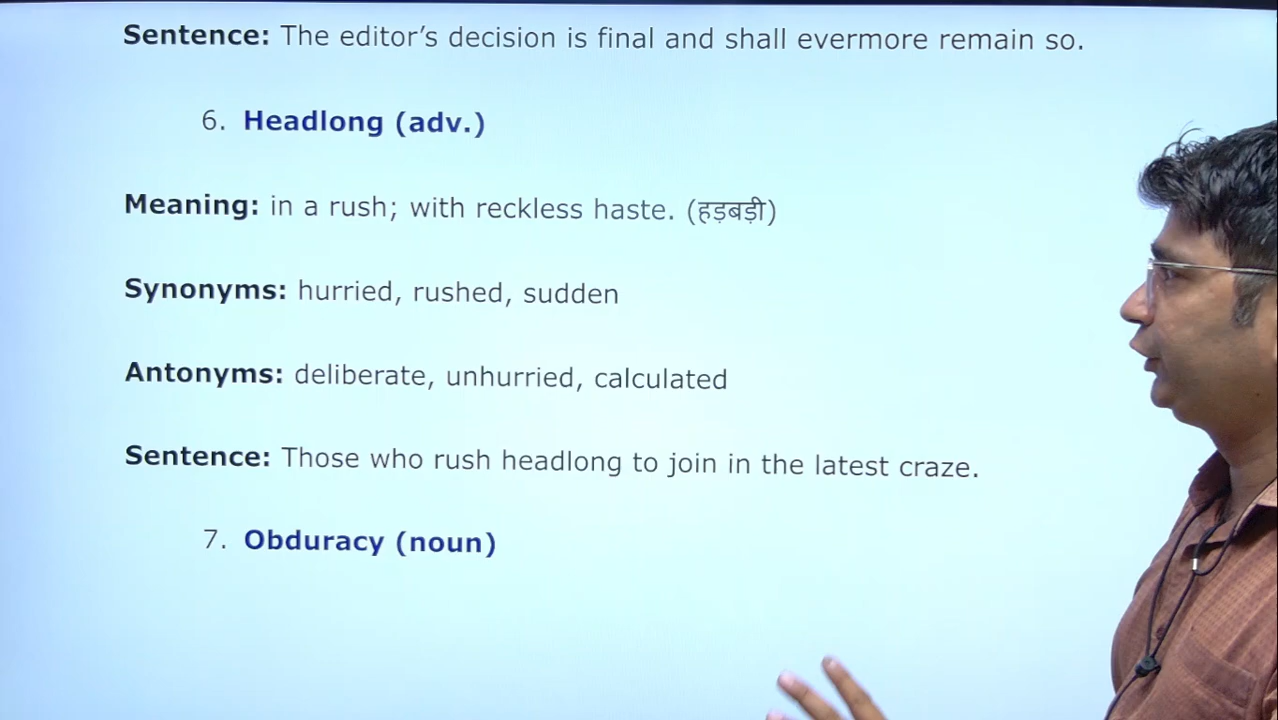 Sentence: The editor’s decision is final and shall evermore remain so.
6. Headlong (adv.)
Meaning: in a rush; with reckless haste. (हड़बड़ी)
Synonyms: hurried, rushed, sudden
Antonyms: deliberate, unhurried, calculated
Sentence: Those who rush headlong to join in the latest craze.
7. Obduracy (noun)